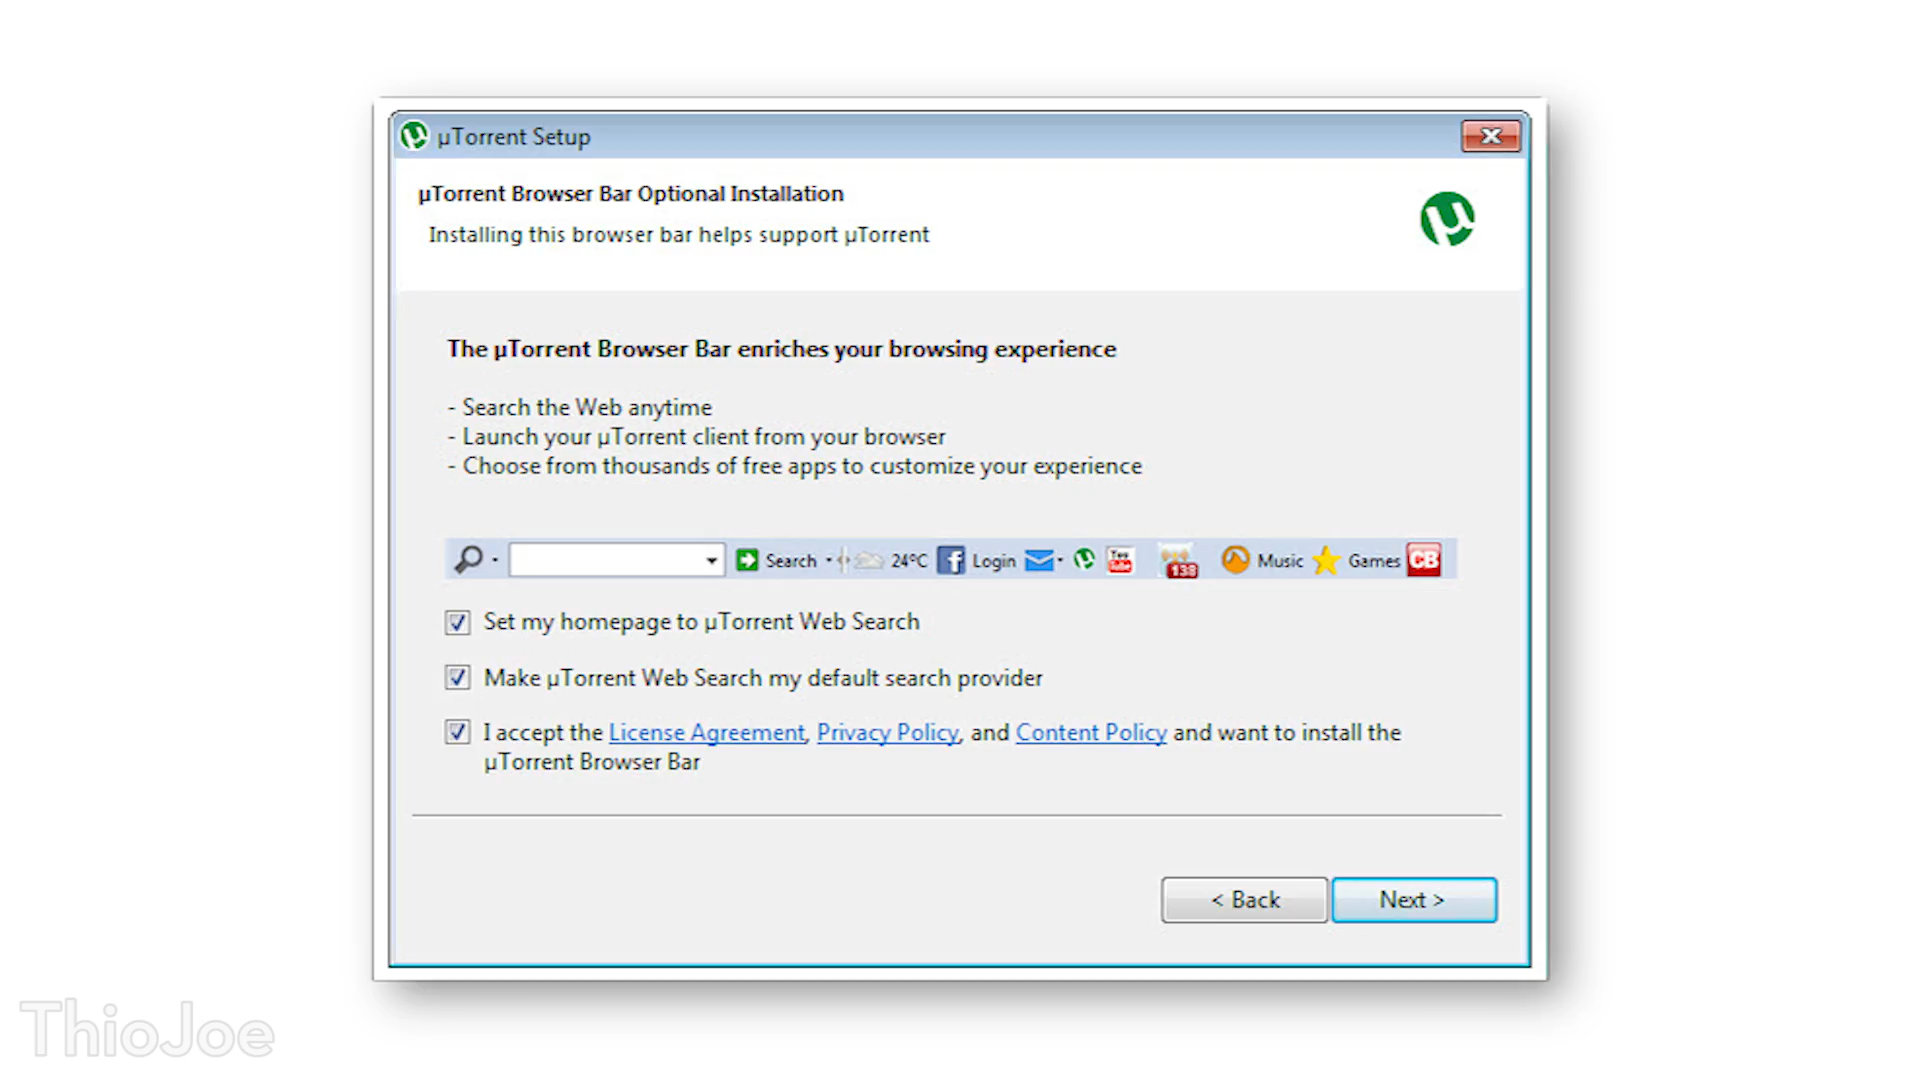 µTorrent Setup
µTorrent Browser Bar Optional Installation
Installing this browser bar helps support µTorrent
The µTorrent Browser Bar enriches your browsing experience
- Search the Web anytime
- Launch your µTorrent client from your browser
- Choose from thousands of free apps to customize your experience
Search 24ºC f Login µ You Tube 138 Music Games CB
Set my homepage to µTorrent Web Search
Make µTorrent Web Search my default search provider
I accept the License Agreement, Privacy Policy, and Content Policy and want to install the
µTorrent Browser Bar
< Back Next >
ThioJoe